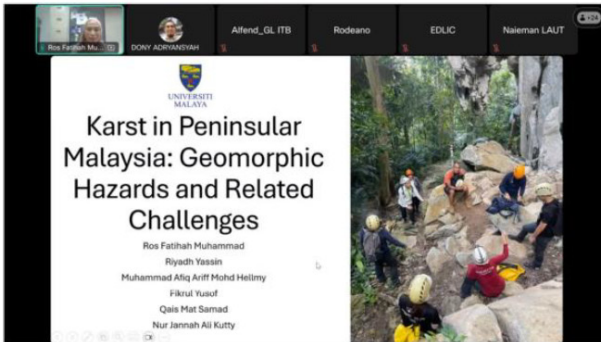 Ros Fatihah Mu...
DONY ADRYANSYAH
Alfend_GL ITB
Rodeano
EDLIC
Naieman LAUT
+24
UNIVERSITI
MALAYA
Karst in Peninsular
Malaysia: Geomorphic
Hazards and Related
Challenges
Ros Fatihah Muhammad
Riyadh Yassin
Muhammad Afiq Ariff Mohd Hellmy
Fikrul Yusof
Qais Mat Samad
Nur Jannah Ali Kutty